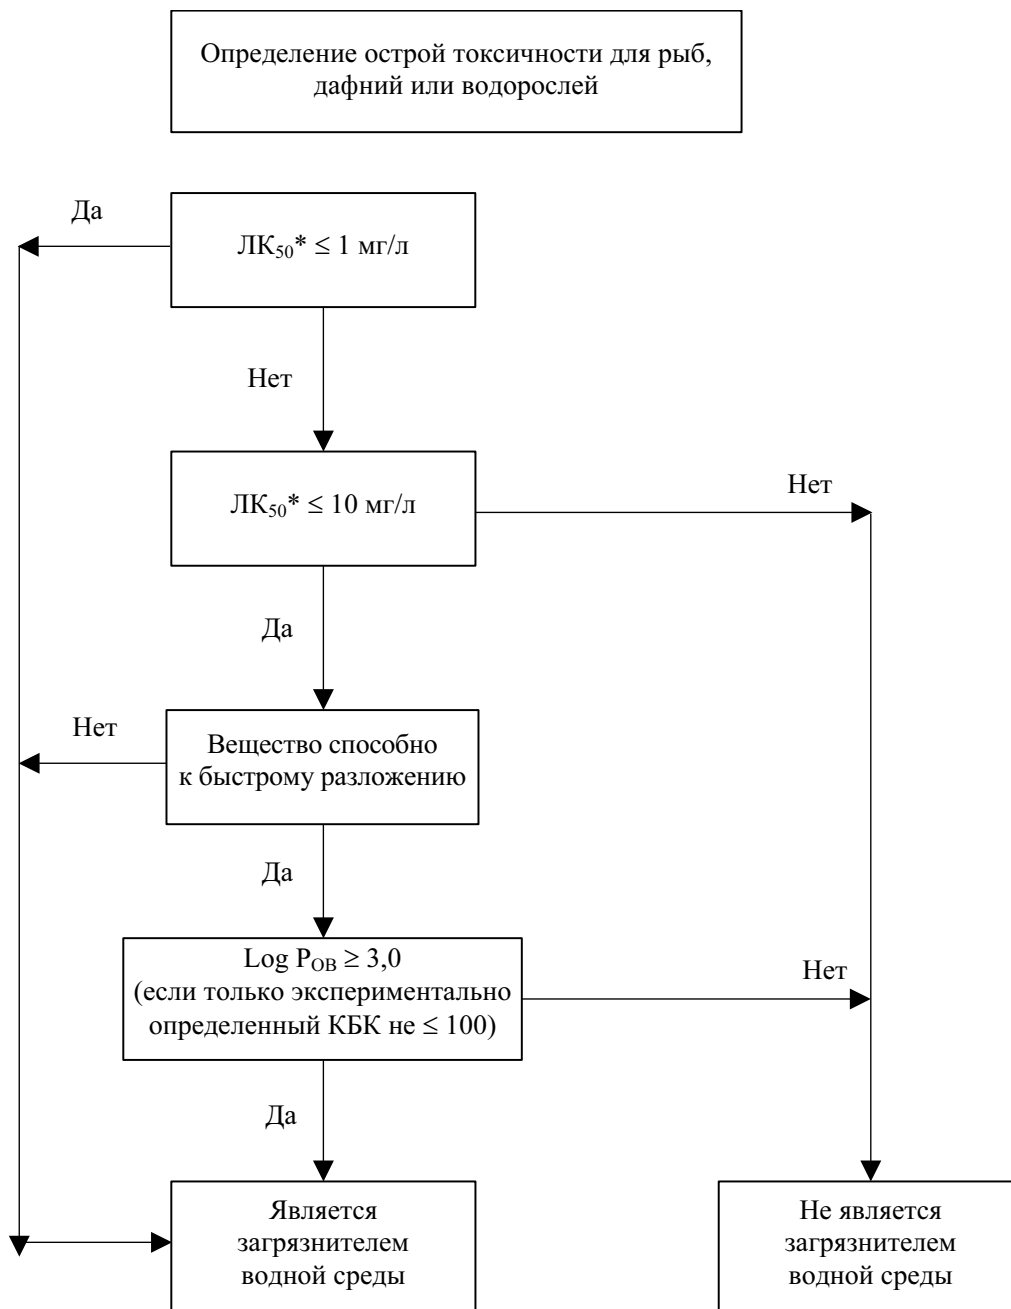 Определение острой токсичности для рыб,
дафний или водорослей
Да
ЛК₅₀* ≤ 1 мг/л
Нет
ЛК₅₀* ≤ 10 мг/л
Нет
Да
Нет
Вещество способно
к быстрому разложению
Да
Log P_ОВ ≥ 3,0
(если только экспериментально
определенный КБК не ≤ 100)
Нет
Да
Является
загрязнителем
водной среды
Не является
загрязнителем
водной среды